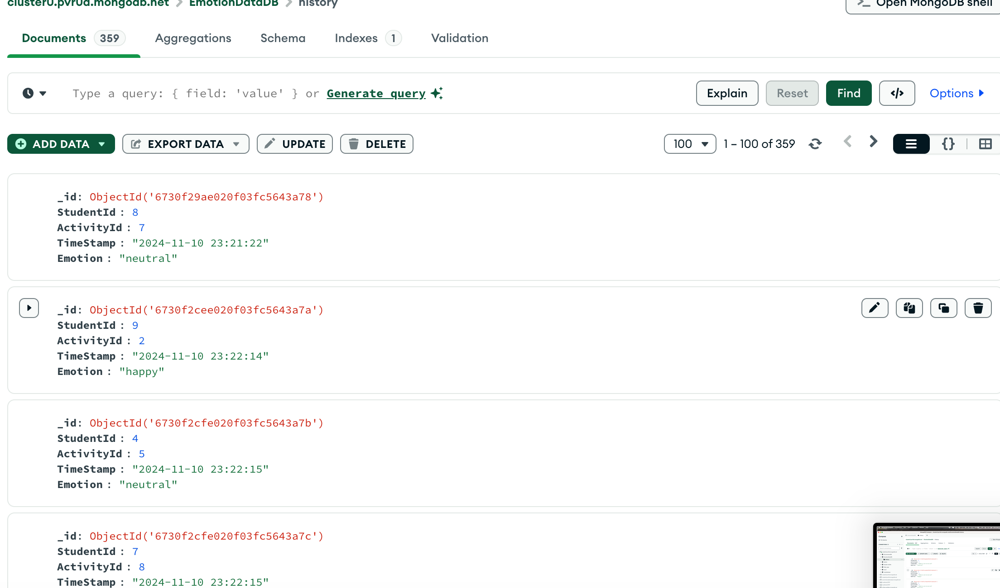 cluster0.pvru0.mongodb.net > EmotionDataDB > history
>_ Open MongoDB shell
Documents 359 Aggregations Schema Indexes 1 Validation
Type a query: { field: 'value' } or Generate query
Explain Reset Find </> Options
ADD DATA EXPORT DATA UPDATE DELETE
100 1 – 100 of 359 {}
_id: ObjectId('6730f29ae020f03fc5643a78')
StudentId : 8
ActivityId : 7
TimeStamp : "2024-11-10 23:21:22"
Emotion : "neutral"
_id: ObjectId('6730f2cee020f03fc5643a7a')
StudentId : 9
ActivityId : 2
TimeStamp : "2024-11-10 23:22:14"
Emotion : "happy"
_id: ObjectId('6730f2cfe020f03fc5643a7b')
StudentId : 4
ActivityId : 5
TimeStamp : "2024-11-10 23:22:15"
Emotion : "neutral"
_id: ObjectId('6730f2cfe020f03fc5643a7c')
StudentId : 7
ActivityId : 8
TimeStamp : "2024-11-10 23:22:15"